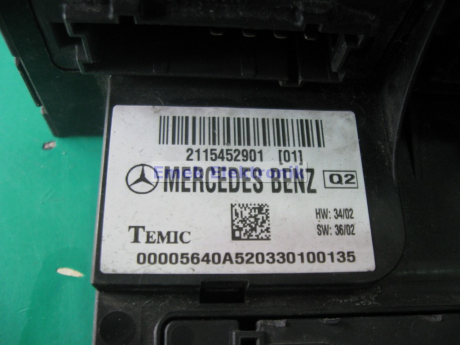 2115452901 [01]
MERCEDES BENZ Q2
HW: 34/02
SW: 36/02
TEMIC
00005640A520330100135